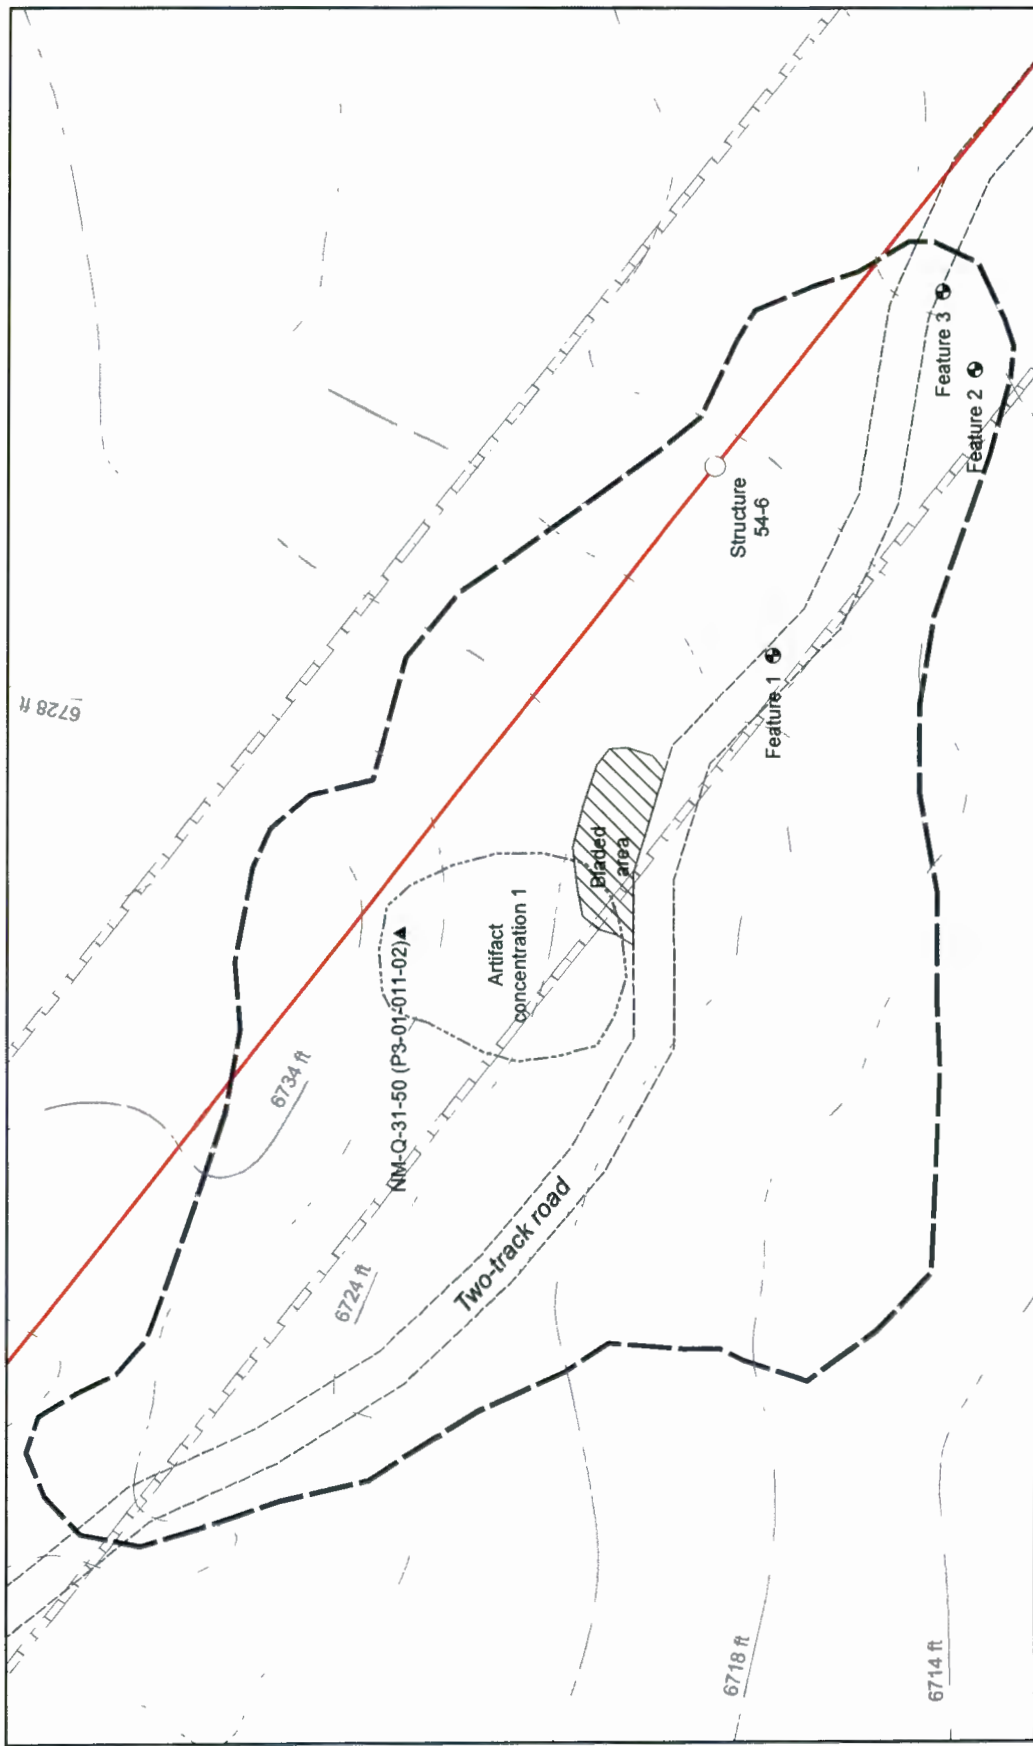 6728 ft
Feature 3
Feature 2
Structure
54-6
Feature 1
Bladed
area
NM-Q-31-50 (P3-01-011-02)
Artifact
concentration 1
6734 ft
6724 ft
Two-track road
6718 ft
6714 ft